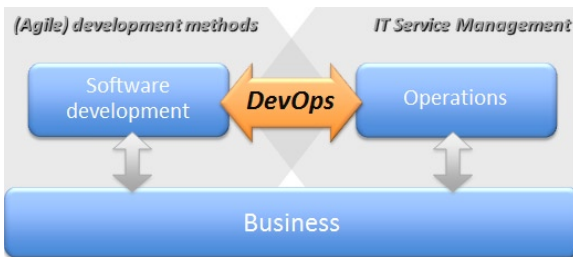 (Agile) development methods
IT Service Management
Software
development
DevOps
Operations
Business